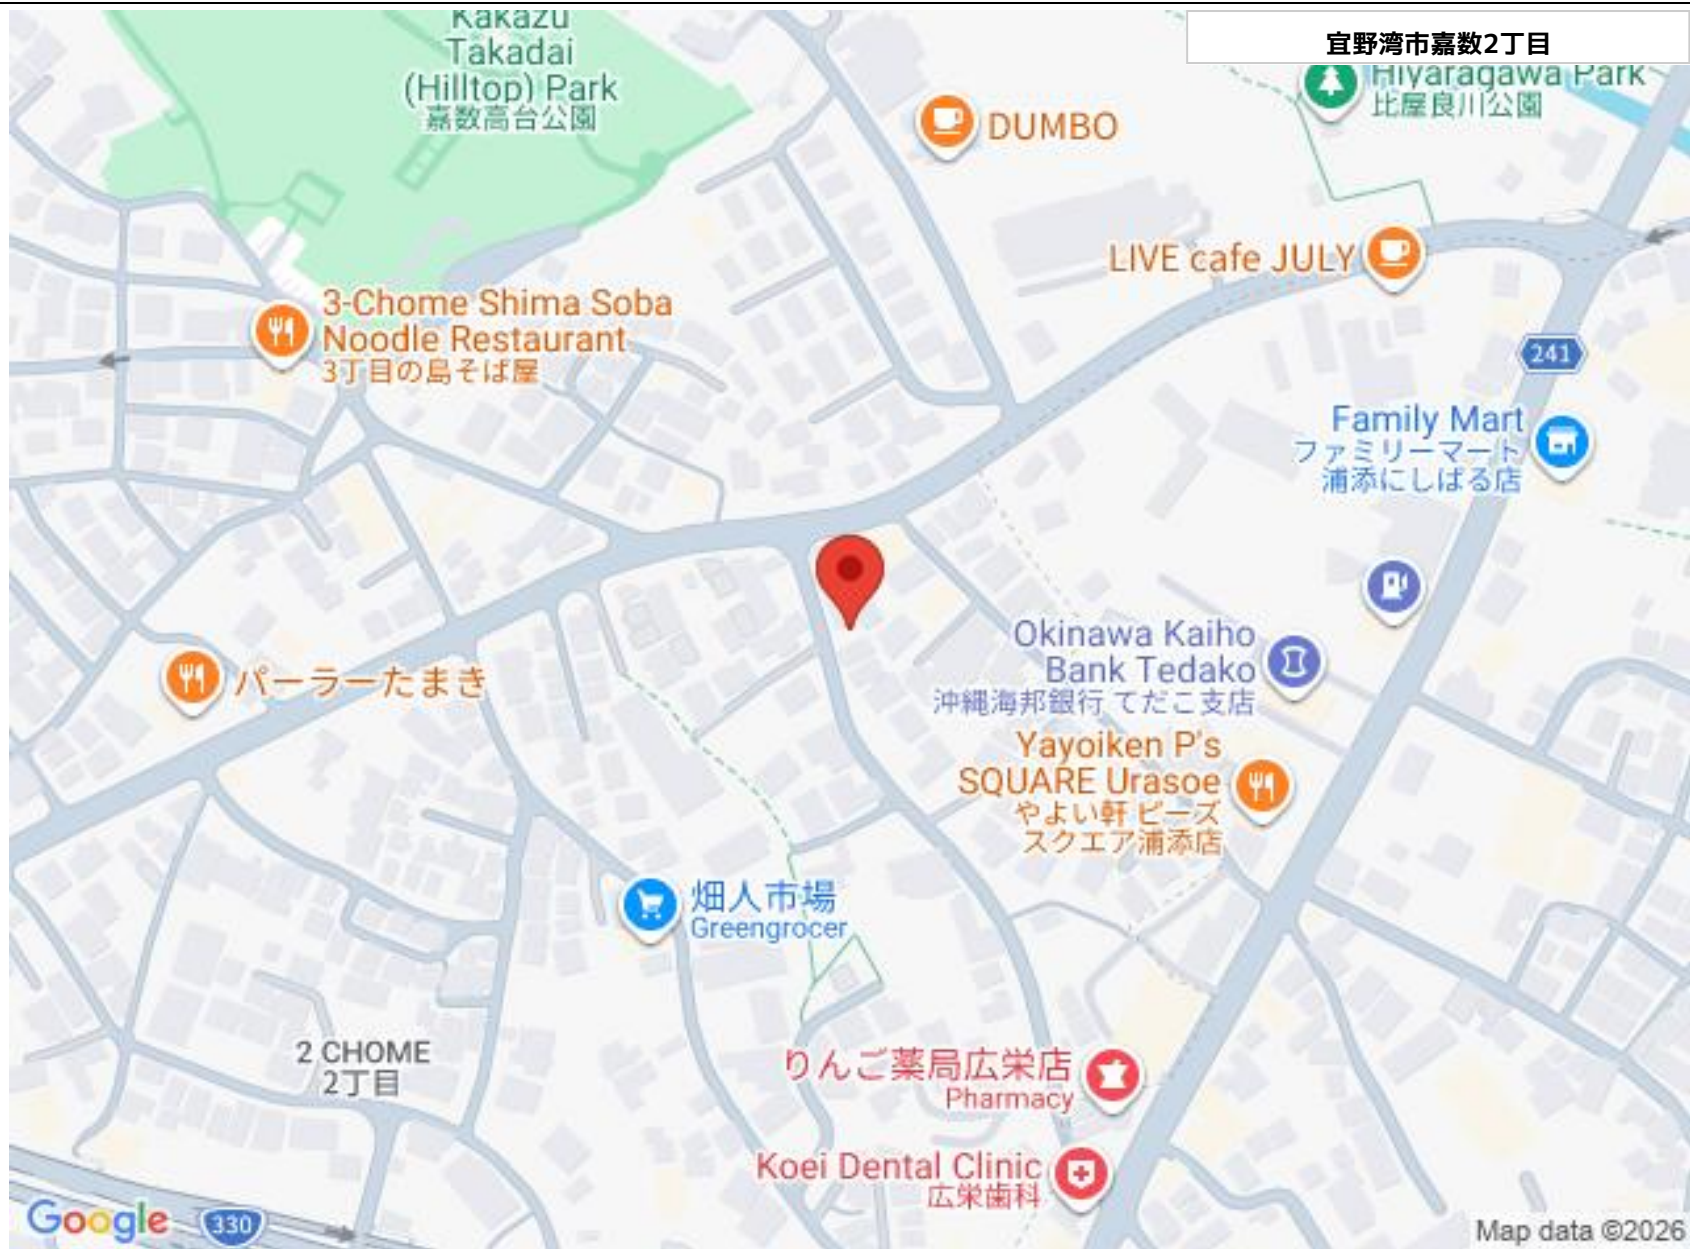 Kakazu
Takadai
(Hilltop) Park
嘉数高台公園
宜野湾市嘉数2丁目
Hiyaragawa Park
比屋良川公園
DUMBO
LIVE cafe JULY
3-Chome Shima Soba
Noodle Restaurant
3丁目の島そば屋
241
Family Mart
ファミリーマート
浦添にしばる店
Okinawa Kaiho
Bank Tedako
沖縄海邦銀行 てだこ支店
パーラーたまき
Yayoiken P's
SQUARE Urasoe
やよい軒 ピーズ
スクエア浦添店
畑人市場
Greengrocer
2 CHOME
2丁目
りんご薬局広栄店
Pharmacy
Koei Dental Clinic
広栄歯科
Google
330
Map data ©2026